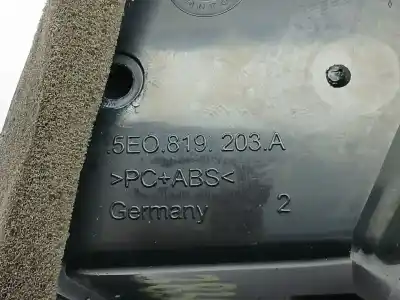 .5E0.819. 203.A
>PC+ABS<
Germany 2